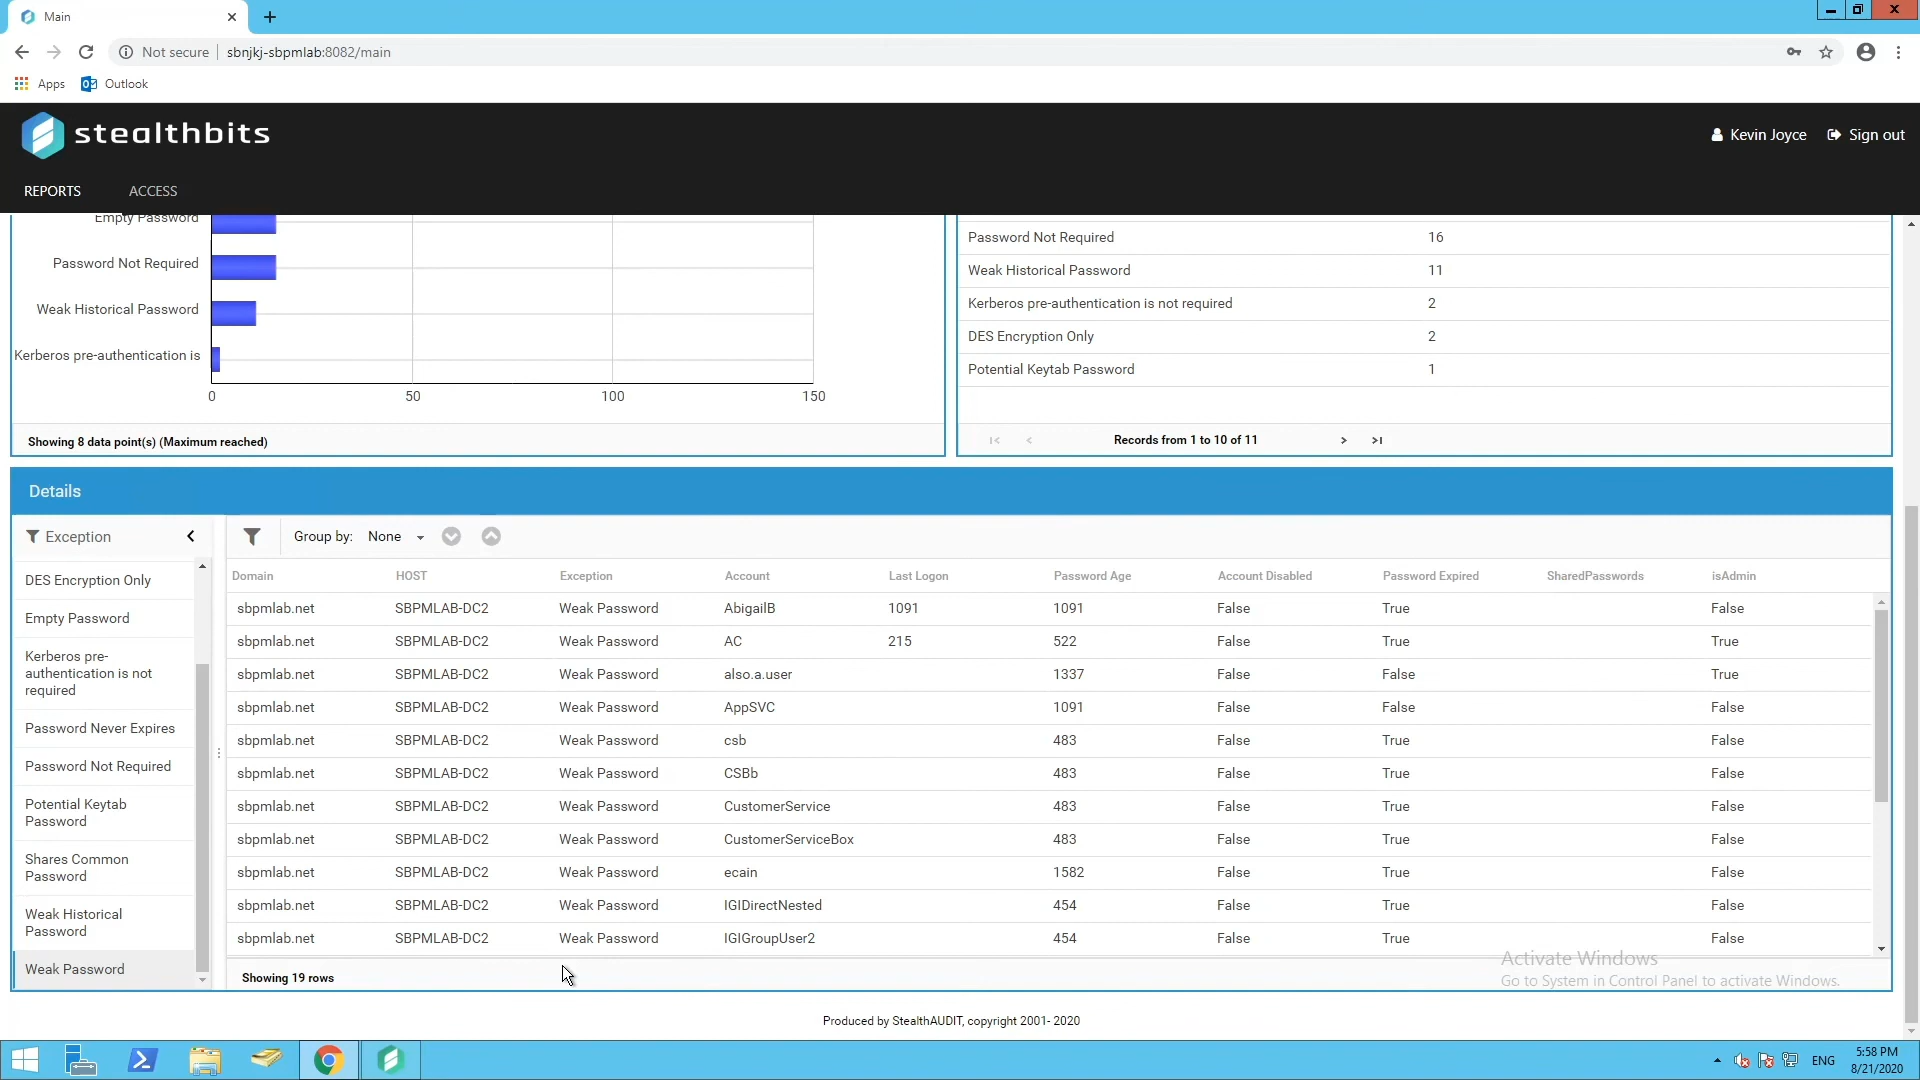 Main
Not secure
sbnjkj-sbpmlab:8082/main
Apps
Outlook
stealthbits
Kevin Joyce
Sign out
REPORTS
ACCESS
Empty Password
Password Not Required
Weak Historical Password
Kerberos pre-authentication is
0
50
100
150
Showing 8 data point(s) (Maximum reached)
Password Not Required 16
Weak Historical Password 11
Kerberos pre-authentication is not required 2
DES Encryption Only 2
Potential Keytab Password 1
Records from 1 to 10 of 11
Details
Exception
DES Encryption Only
Empty Password
Kerberos pre-
authentication is not
required
Password Never Expires
Password Not Required
Potential Keytab
Password
Shares Common
Password
Weak Historical
Password
Weak Password
Group by: None
Domain HOST Exception Account Last Logon Password Age Account Disabled Password Expired SharedPasswords isAdmin
sbpmlab.net SBPMLAB-DC2 Weak Password AbigailB 1091 1091 False True False
sbpmlab.net SBPMLAB-DC2 Weak Password AC 215 522 False True True
sbpmlab.net SBPMLAB-DC2 Weak Password also.a.user 1337 False False True
sbpmlab.net SBPMLAB-DC2 Weak Password AppSVC 1091 False False False
sbpmlab.net SBPMLAB-DC2 Weak Password csb 483 False True False
sbpmlab.net SBPMLAB-DC2 Weak Password CSBb 483 False True False
sbpmlab.net SBPMLAB-DC2 Weak Password CustomerService 483 False True False
sbpmlab.net SBPMLAB-DC2 Weak Password CustomerServiceBox 483 False True False
sbpmlab.net SBPMLAB-DC2 Weak Password ecain 1582 False True False
sbpmlab.net SBPMLAB-DC2 Weak Password IGIDirectNested 454 False True False
sbpmlab.net SBPMLAB-DC2 Weak Password IGIGroupUser2 454 False True False
Showing 19 rows
Activate Windows
Go to System in Control Panel to activate Windows.
Produced by StealthAUDIT, copyright 2001- 2020
ENG
5:58 PM
8/21/2020